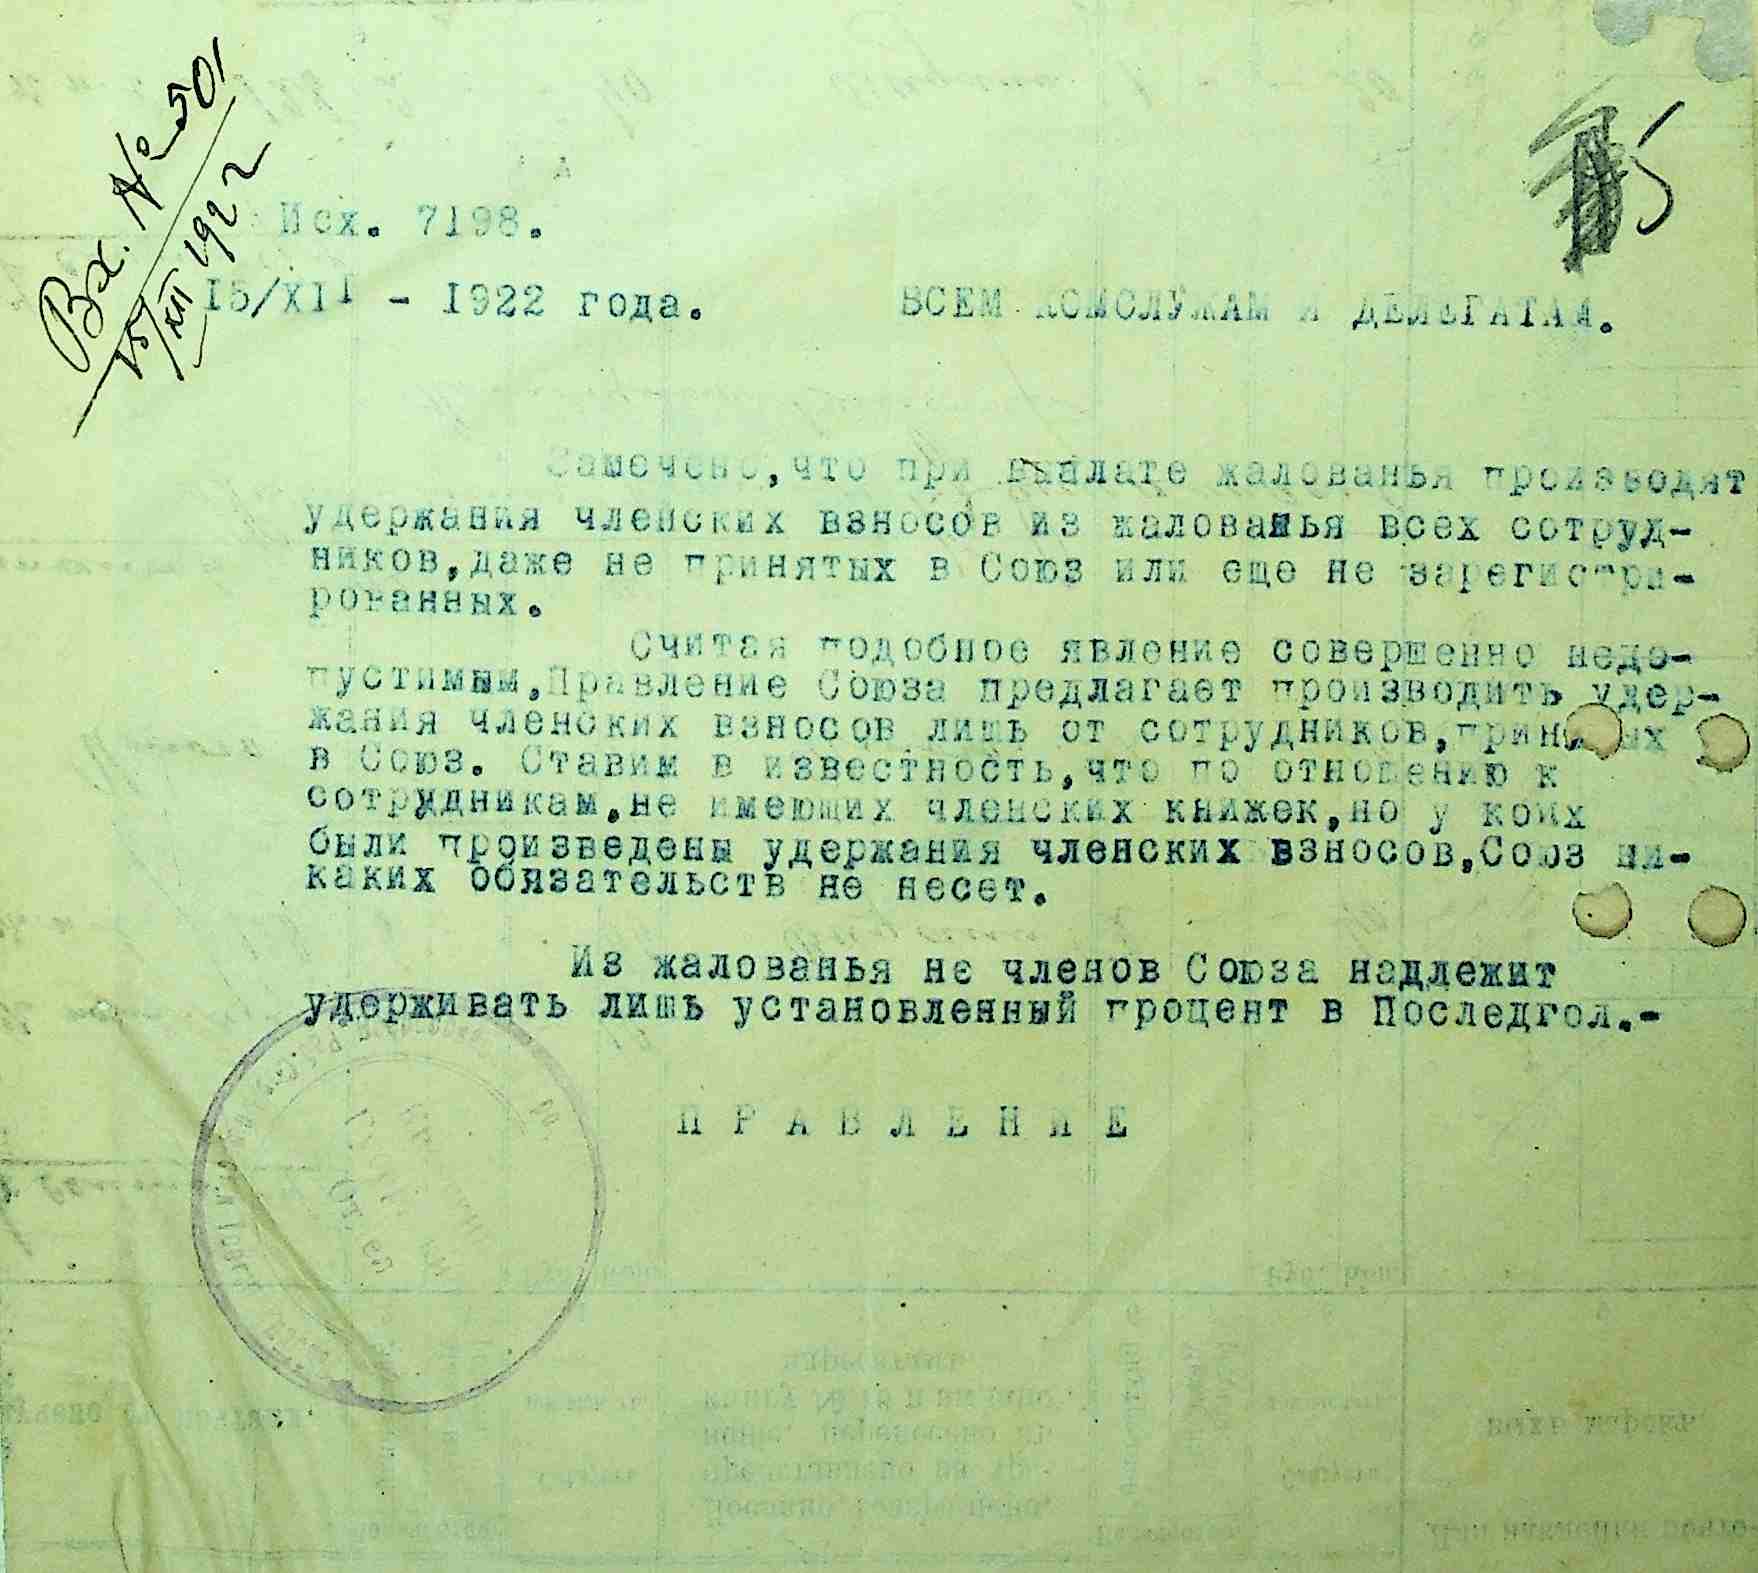 Вх. № 501
15/XII 1922
5
Исх. 7198.
15/XII - 1922 года.
ВСЕМ КОМСЛУЖАМ И ДЕЛЕГАТАМ.
Замечено,что при выплате жалованья производят
удержания членских взносов из жалованья всех сотруд-
ников,даже не принятых в Союз или еще не зарегистри-
рованных.
Считая подобное явление совершенно недо-
пустимым,Правление Союза предлагает производить удер-
жания членских взносов лишь от сотрудников,принятых
в Союз. Ставим в известность,что по отношению к
сотрудникам,не имеющих членских книжек,но у коих
были произведены удержания членских взносов,Союз ни-
каких обязательств не несет.
Из жалованья не членов Союза надлежит
удерживать лишь установленный процент в Последгол.-
П Р А В Л Е Н И Е